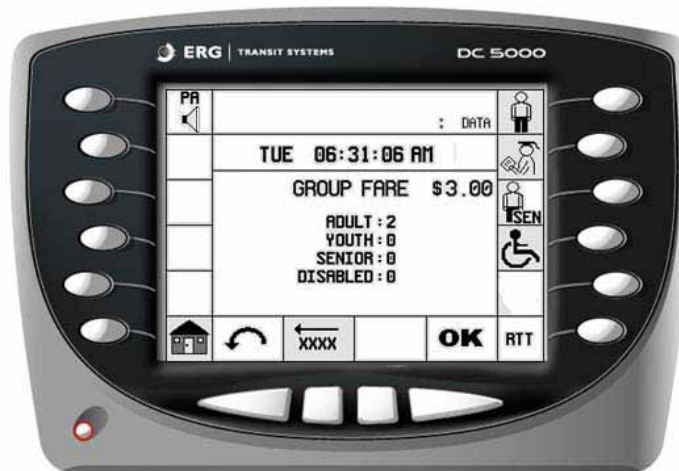 ERG | TRANSIT SYSTEMS DC 5000
PA
: DATA
TUE 06:31:06 AM
GROUP FARE $3.00
SEN
ADULT : 2
YOUTH : 0
SENIOR : 0
DISABLED : 0
XXXX OK RTT